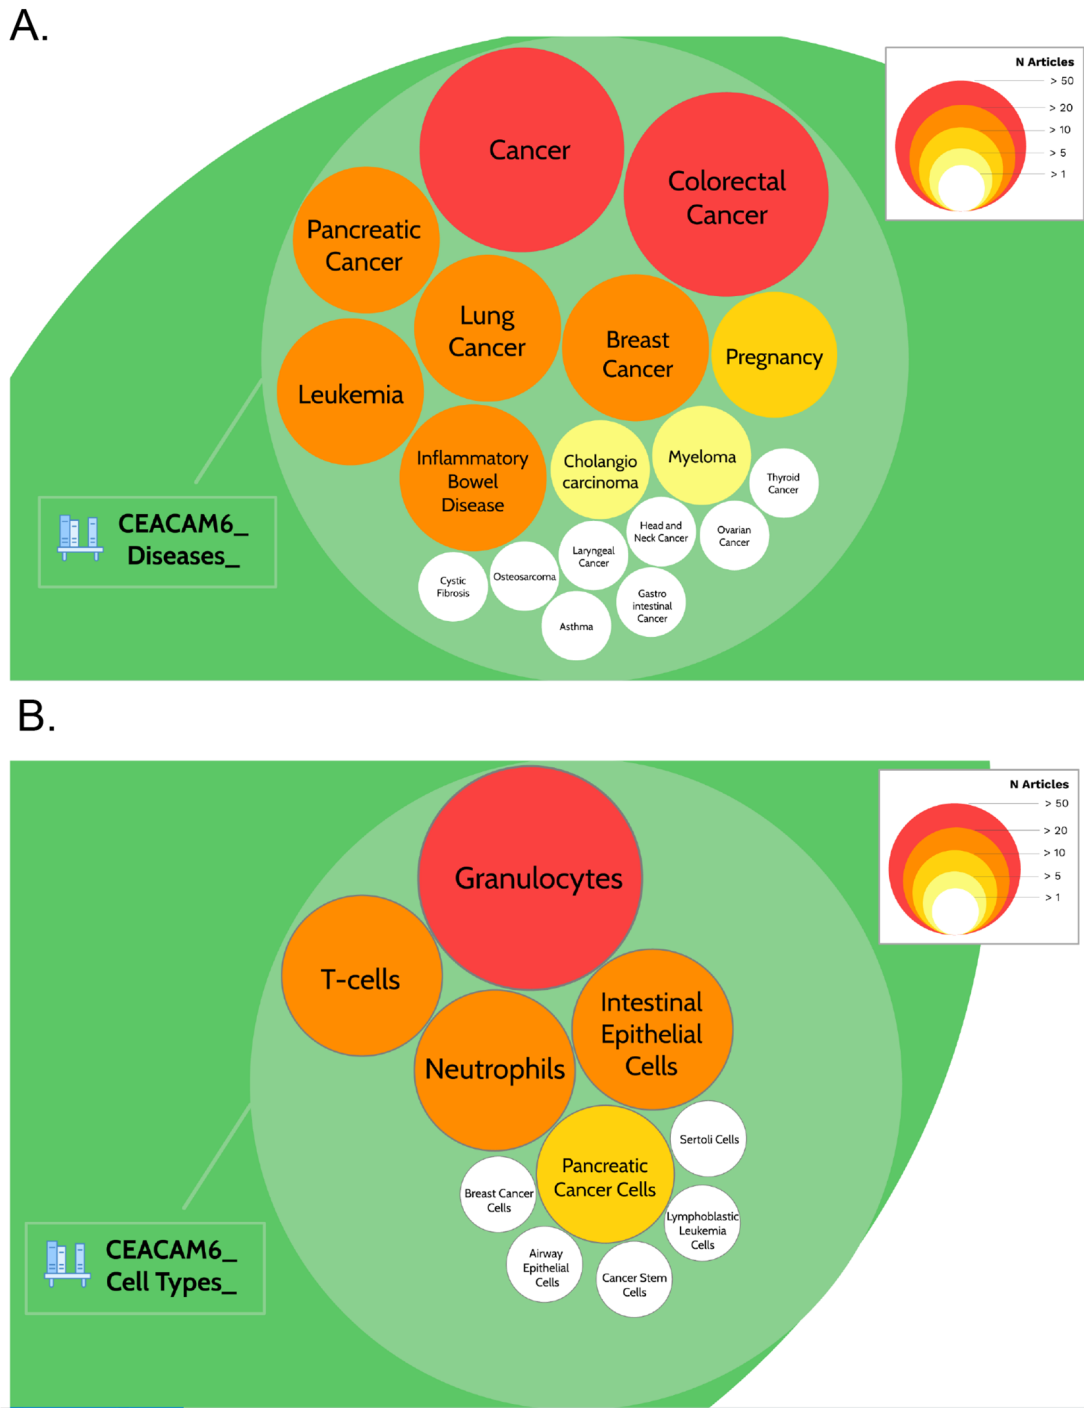 A.
N Articles
> 50
> 20
> 10
> 5
> 1
Cancer
Colorectal
Cancer
Pancreatic
Cancer
Lung
Cancer
Breast
Cancer
Pregnancy
Leukemia
Inflammatory
Bowel
Disease
Cholangio
carcinoma
Myeloma
Thyroid
Cancer
Head and
Neck Cancer
Ovarian
Cancer
Laryngeal
Cancer
Osteosarcoma
Cystic
Fibrosis
Gastro
intestinal
Cancer
Asthma
CEACAM6_
Diseases_
B.
N Articles
> 50
> 20
> 10
> 5
> 1
Granulocytes
T-cells
Intestinal
Epithelial
Cells
Neutrophils
Pancreatic
Cancer Cells
Sertoli Cells
Breast Cancer
Cells
Lymphoblastic
Leukemia
Cells
Airway
Epithelial
Cells
Cancer Stem
Cells
CEACAM6_
Cell Types_